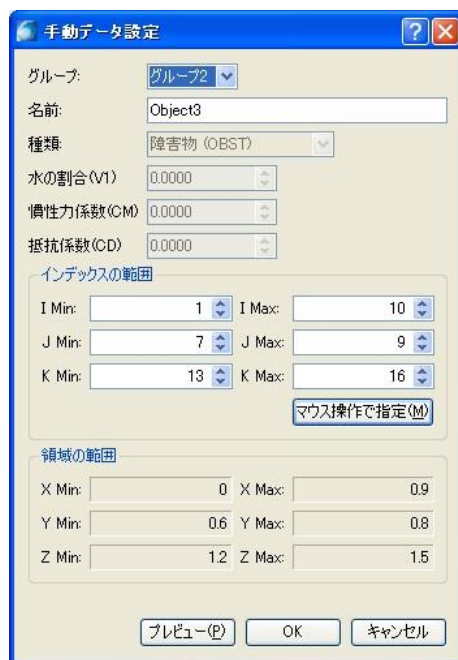 手動データ設定
グループ: グループ2
名前: Object3
種類: 障害物 (OBST)
水の割合(V1) 0.0000
慣性力係数(CM) 0.0000
抵抗係数(CD) 0.0000
インデックスの範囲
I Min: 1 I Max: 10
J Min: 7 J Max: 9
K Min: 13 K Max: 16
マウス操作で指定(M)
領域の範囲
X Min: 0 X Max: 0.9
Y Min: 0.6 Y Max: 0.8
Z Min: 1.2 Z Max: 1.5
プレビュー(P) OK キャンセル